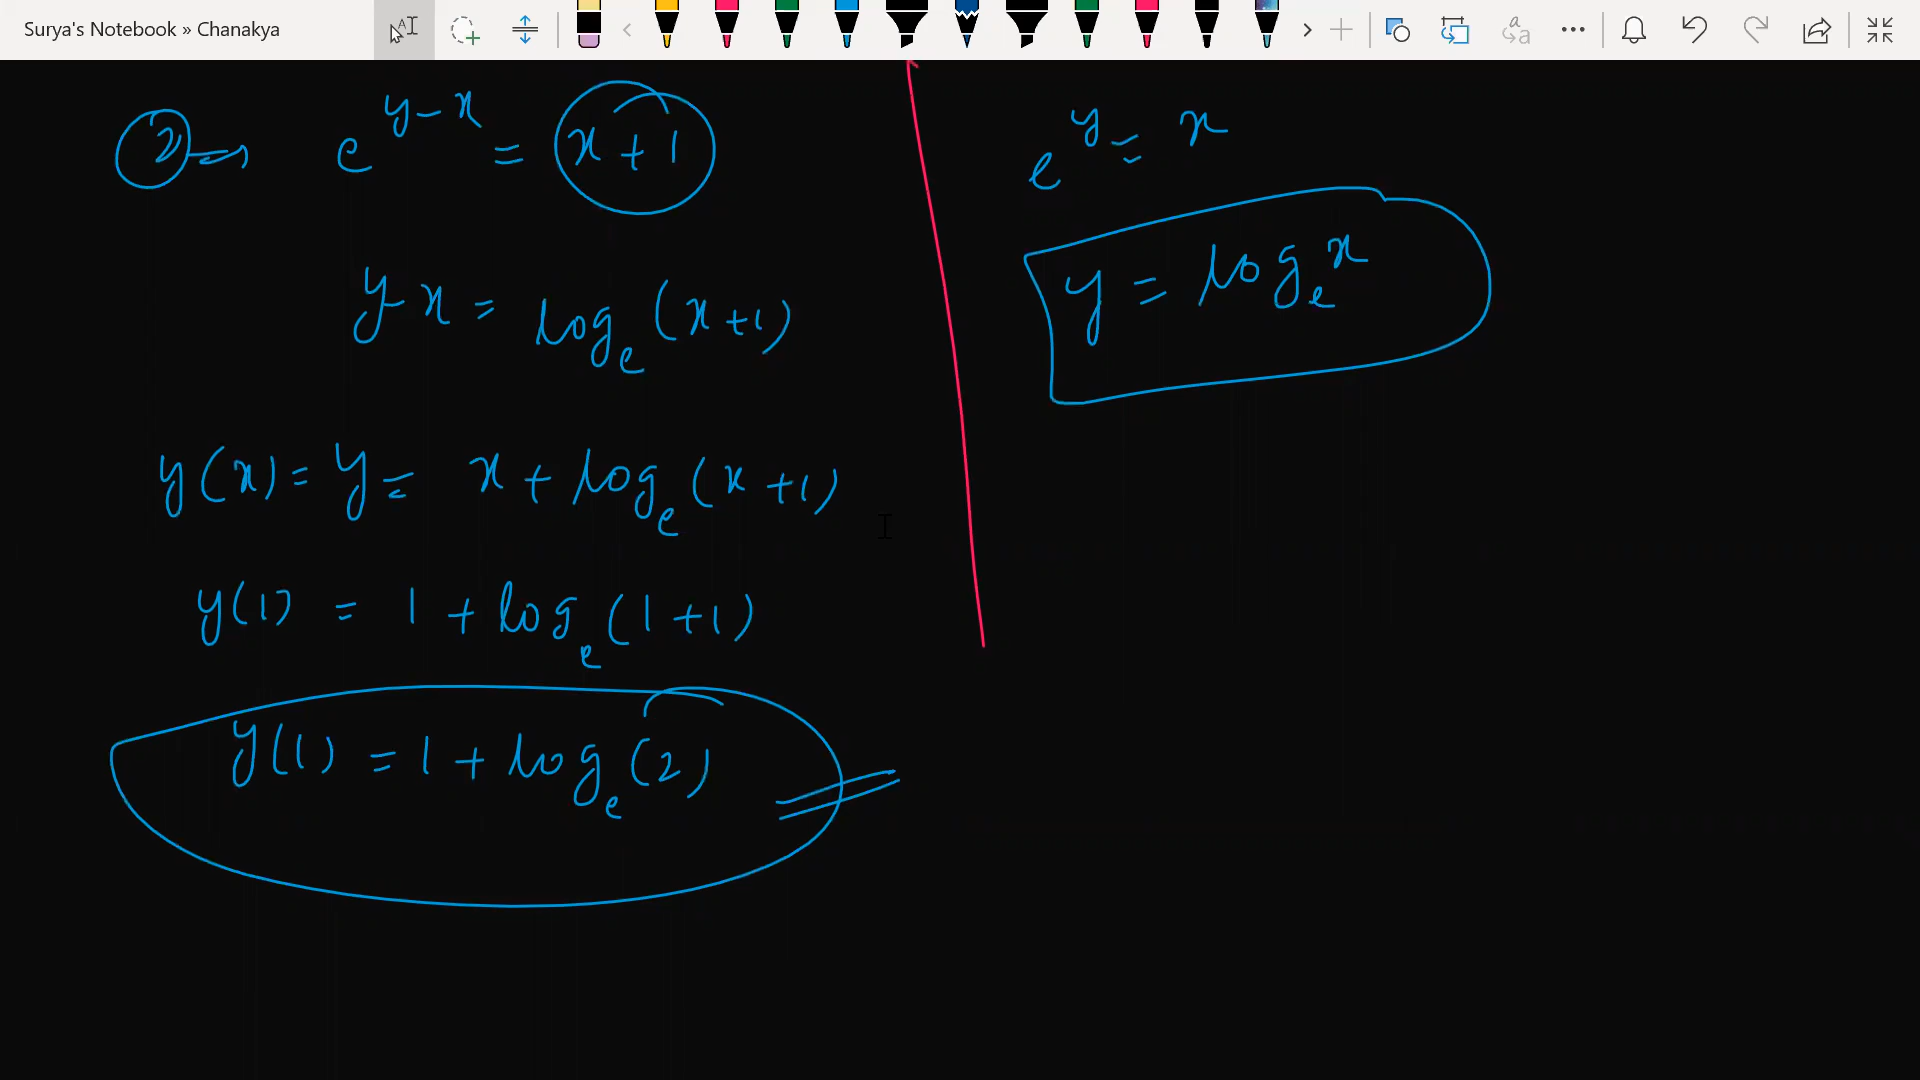 Surya's Notebook » Chanakya
② → e^{y-x} = x+1
y-x = log_e (x+1)
y(x) = y = x + log_e (x+1)
y(1) = 1 + log_e (1+1)
y(1) = 1 + log_e (2)
e^y = x
y = log_e x